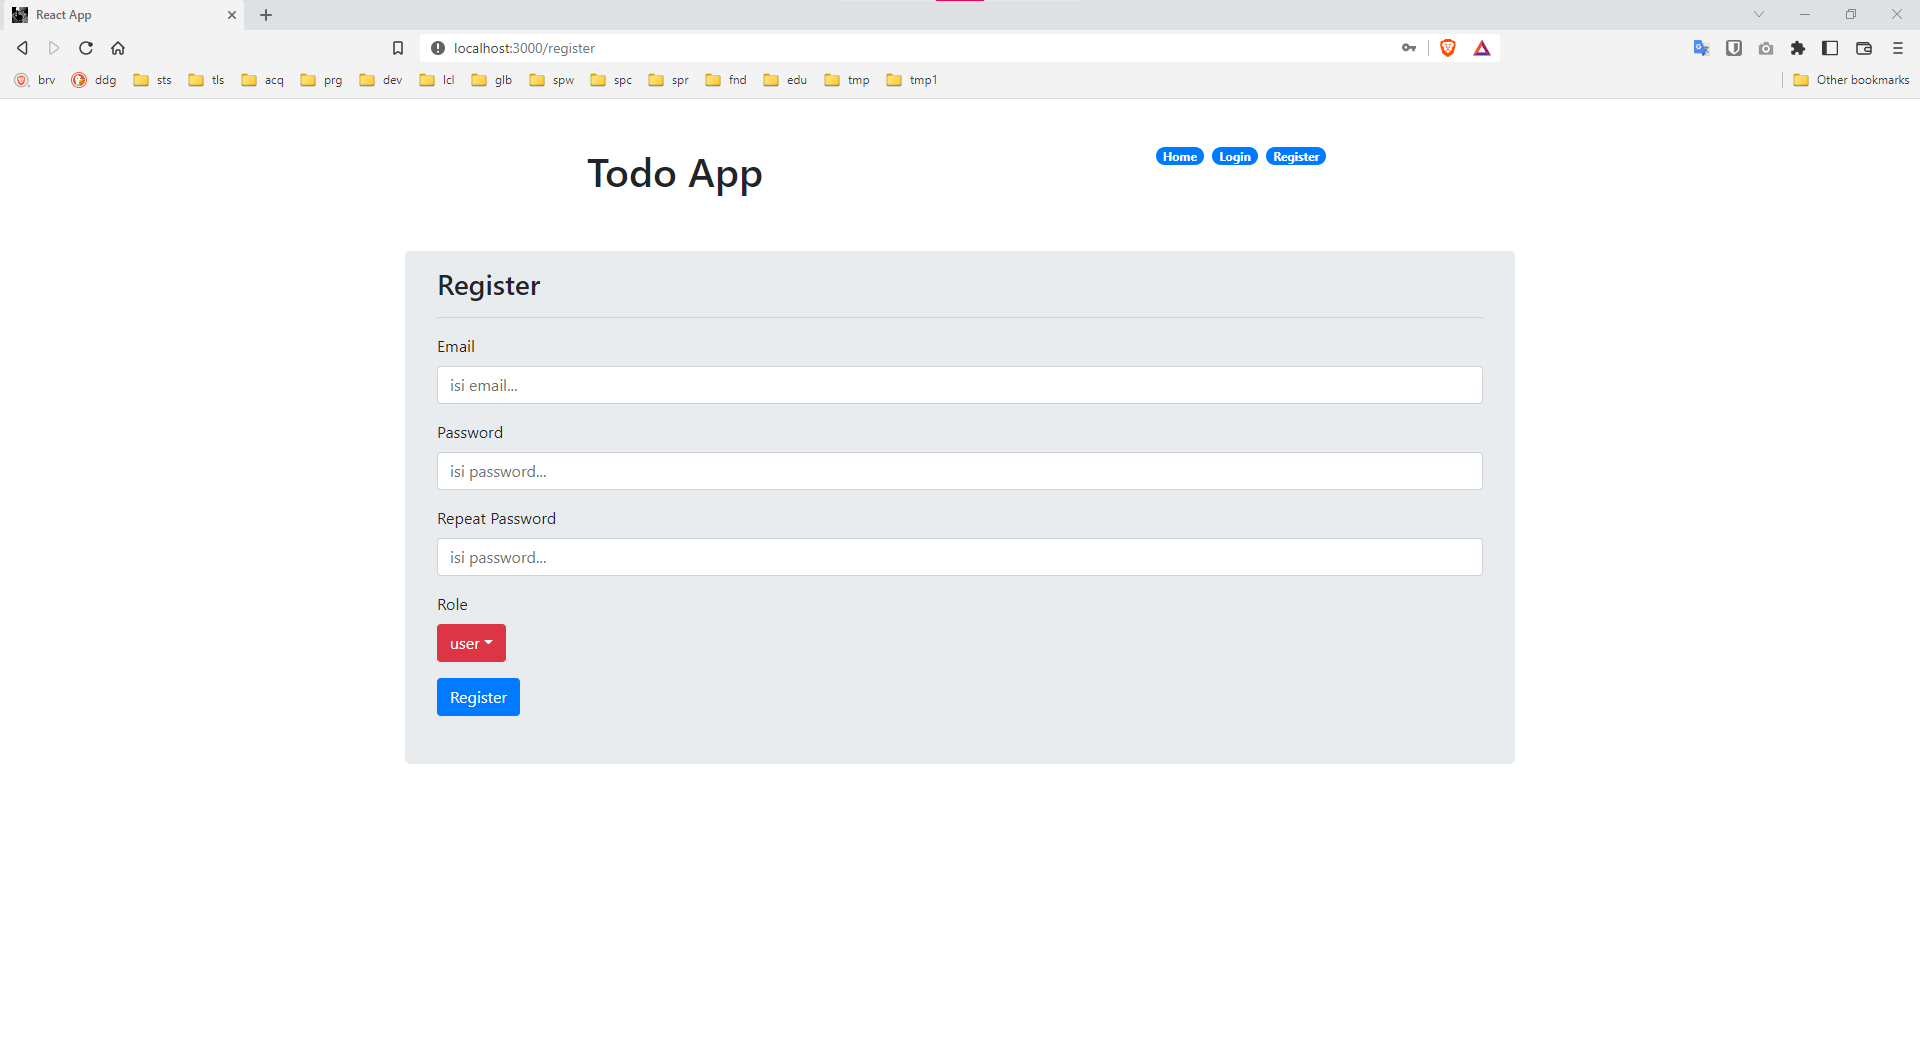 React App
localhost:3000/register
brv ddg sts tls acq prg dev lcl glb spw spc spr fnd edu tmp tmp1 Other bookmarks
Todo App
Home Login Register
Register
Email
isi email...
Password
isi password...
Repeat Password
isi password...
Role
user
Register